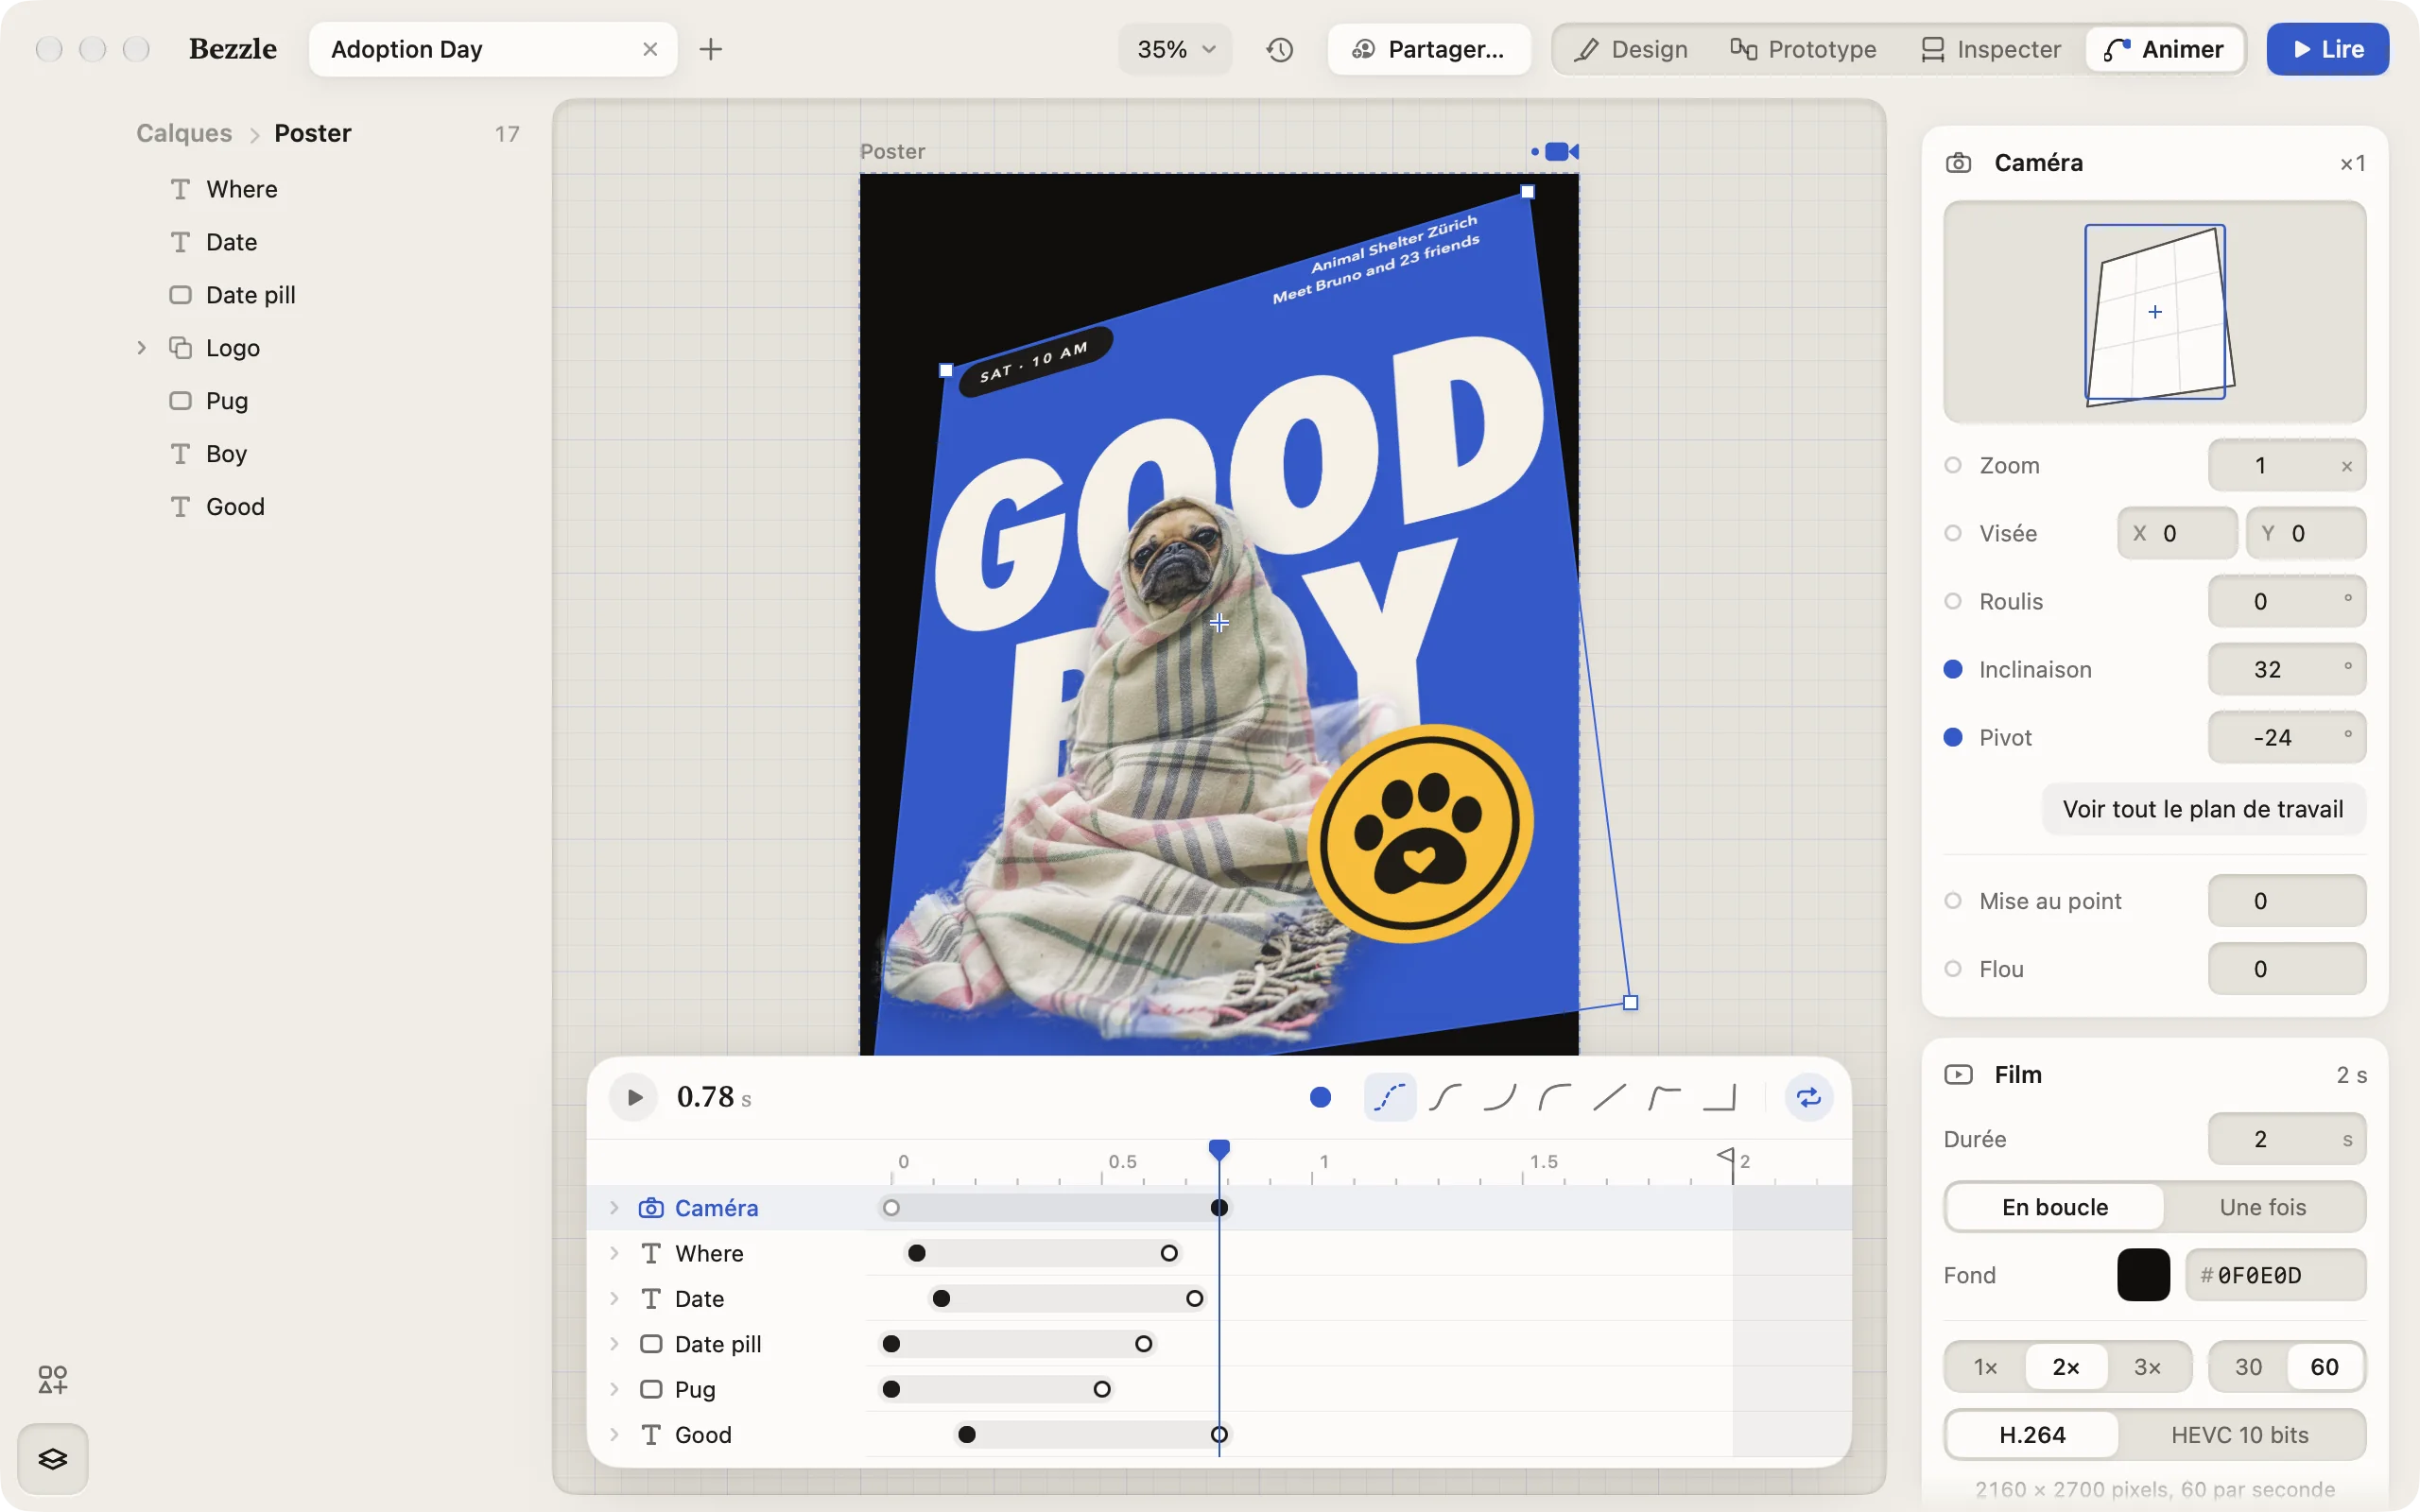 Bezzle
Adoption Day
35%
Partager...
Design
Prototype
Inspecter
Animer
Lire
Calques
Poster
17
Where
Date
Date pill
Logo
Pug
Boy
Good
Poster
Animal Shelter Zürich
Meet Bruno and 23 friends
SAT · 10 AM
GOOD
B Y
0.78 s
0 0.5 1 1.5 2
Caméra
Where
Date
Date pill
Pug
Good
Caméra ×1
Zoom 1 ×
Visée X 0 Y 0
Roulis 0 °
Inclinaison 32 °
Pivot -24 °
Voir tout le plan de travail
Mise au point 0
Flou 0
Film 2 s
Durée 2 s
En boucle Une fois
Fond # 0F0E0D
1× 2× 3× 30 60
H.264 HEVC 10 bits
2160 × 2700 pixels, 60 par seconde